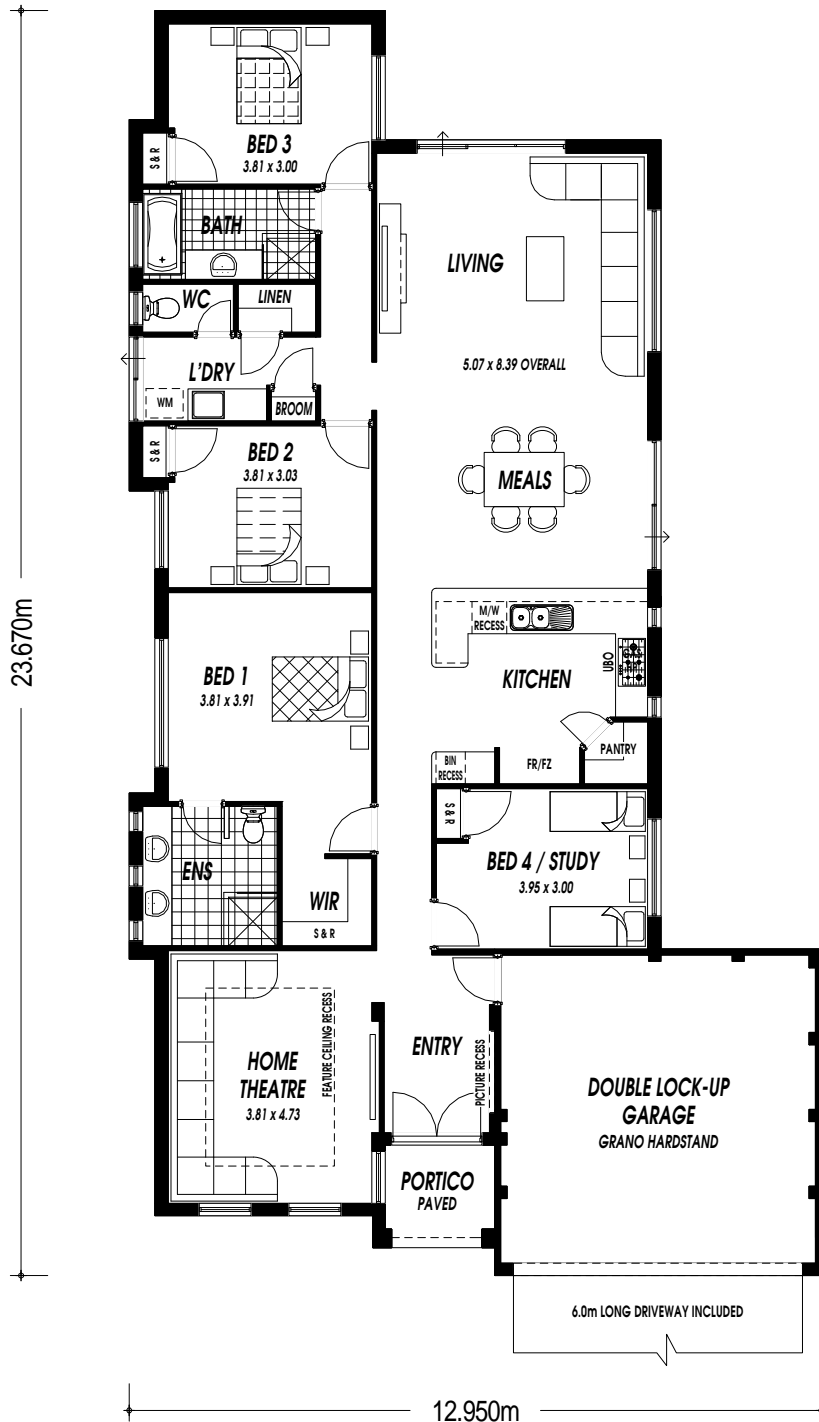 S & R
BED 3
3.81 x 3.00
BATH
WC
LINEN
L'DRY
WM
BROOM
LIVING
5.07 x 8.39 OVERALL
S & R
BED 2
3.81 x 3.03
MEALS
23.670m
M/W
RECESS
BED 1
3.81 x 3.91
KITCHEN
UBO
BIN
RECESS
FR/FZ
PANTRY
S & R
BED 4 / STUDY
3.95 x 3.00
ENS
WIR
S & R
FEATURE CEILING RECESS
HOME
THEATRE
3.81 x 4.73
ENTRY
PICTURE RECESS
DOUBLE LOCK-UP
GARAGE
GRANO HARDSTAND
PORTICO
PAVED
6.0m LONG DRIVEWAY INCLUDED
12.950m